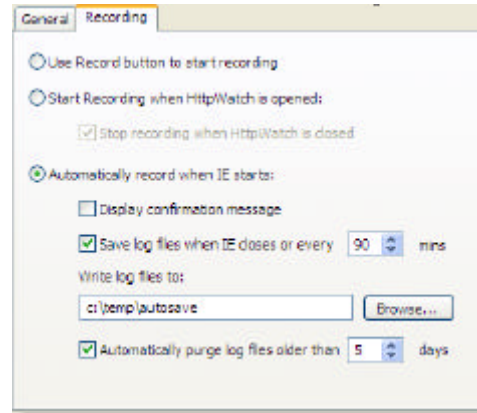 General Recording
Use Record button to start recording
Start Recording when HttpWatch is opened:
Stop recording when HttpWatch is closed
Automatically record when IE starts:
Display confirmation message
Save log files when IE closes or every 90 mins
Write log files to:
c:\temp\autosave Browse...
Automatically purge log files older than 5 days